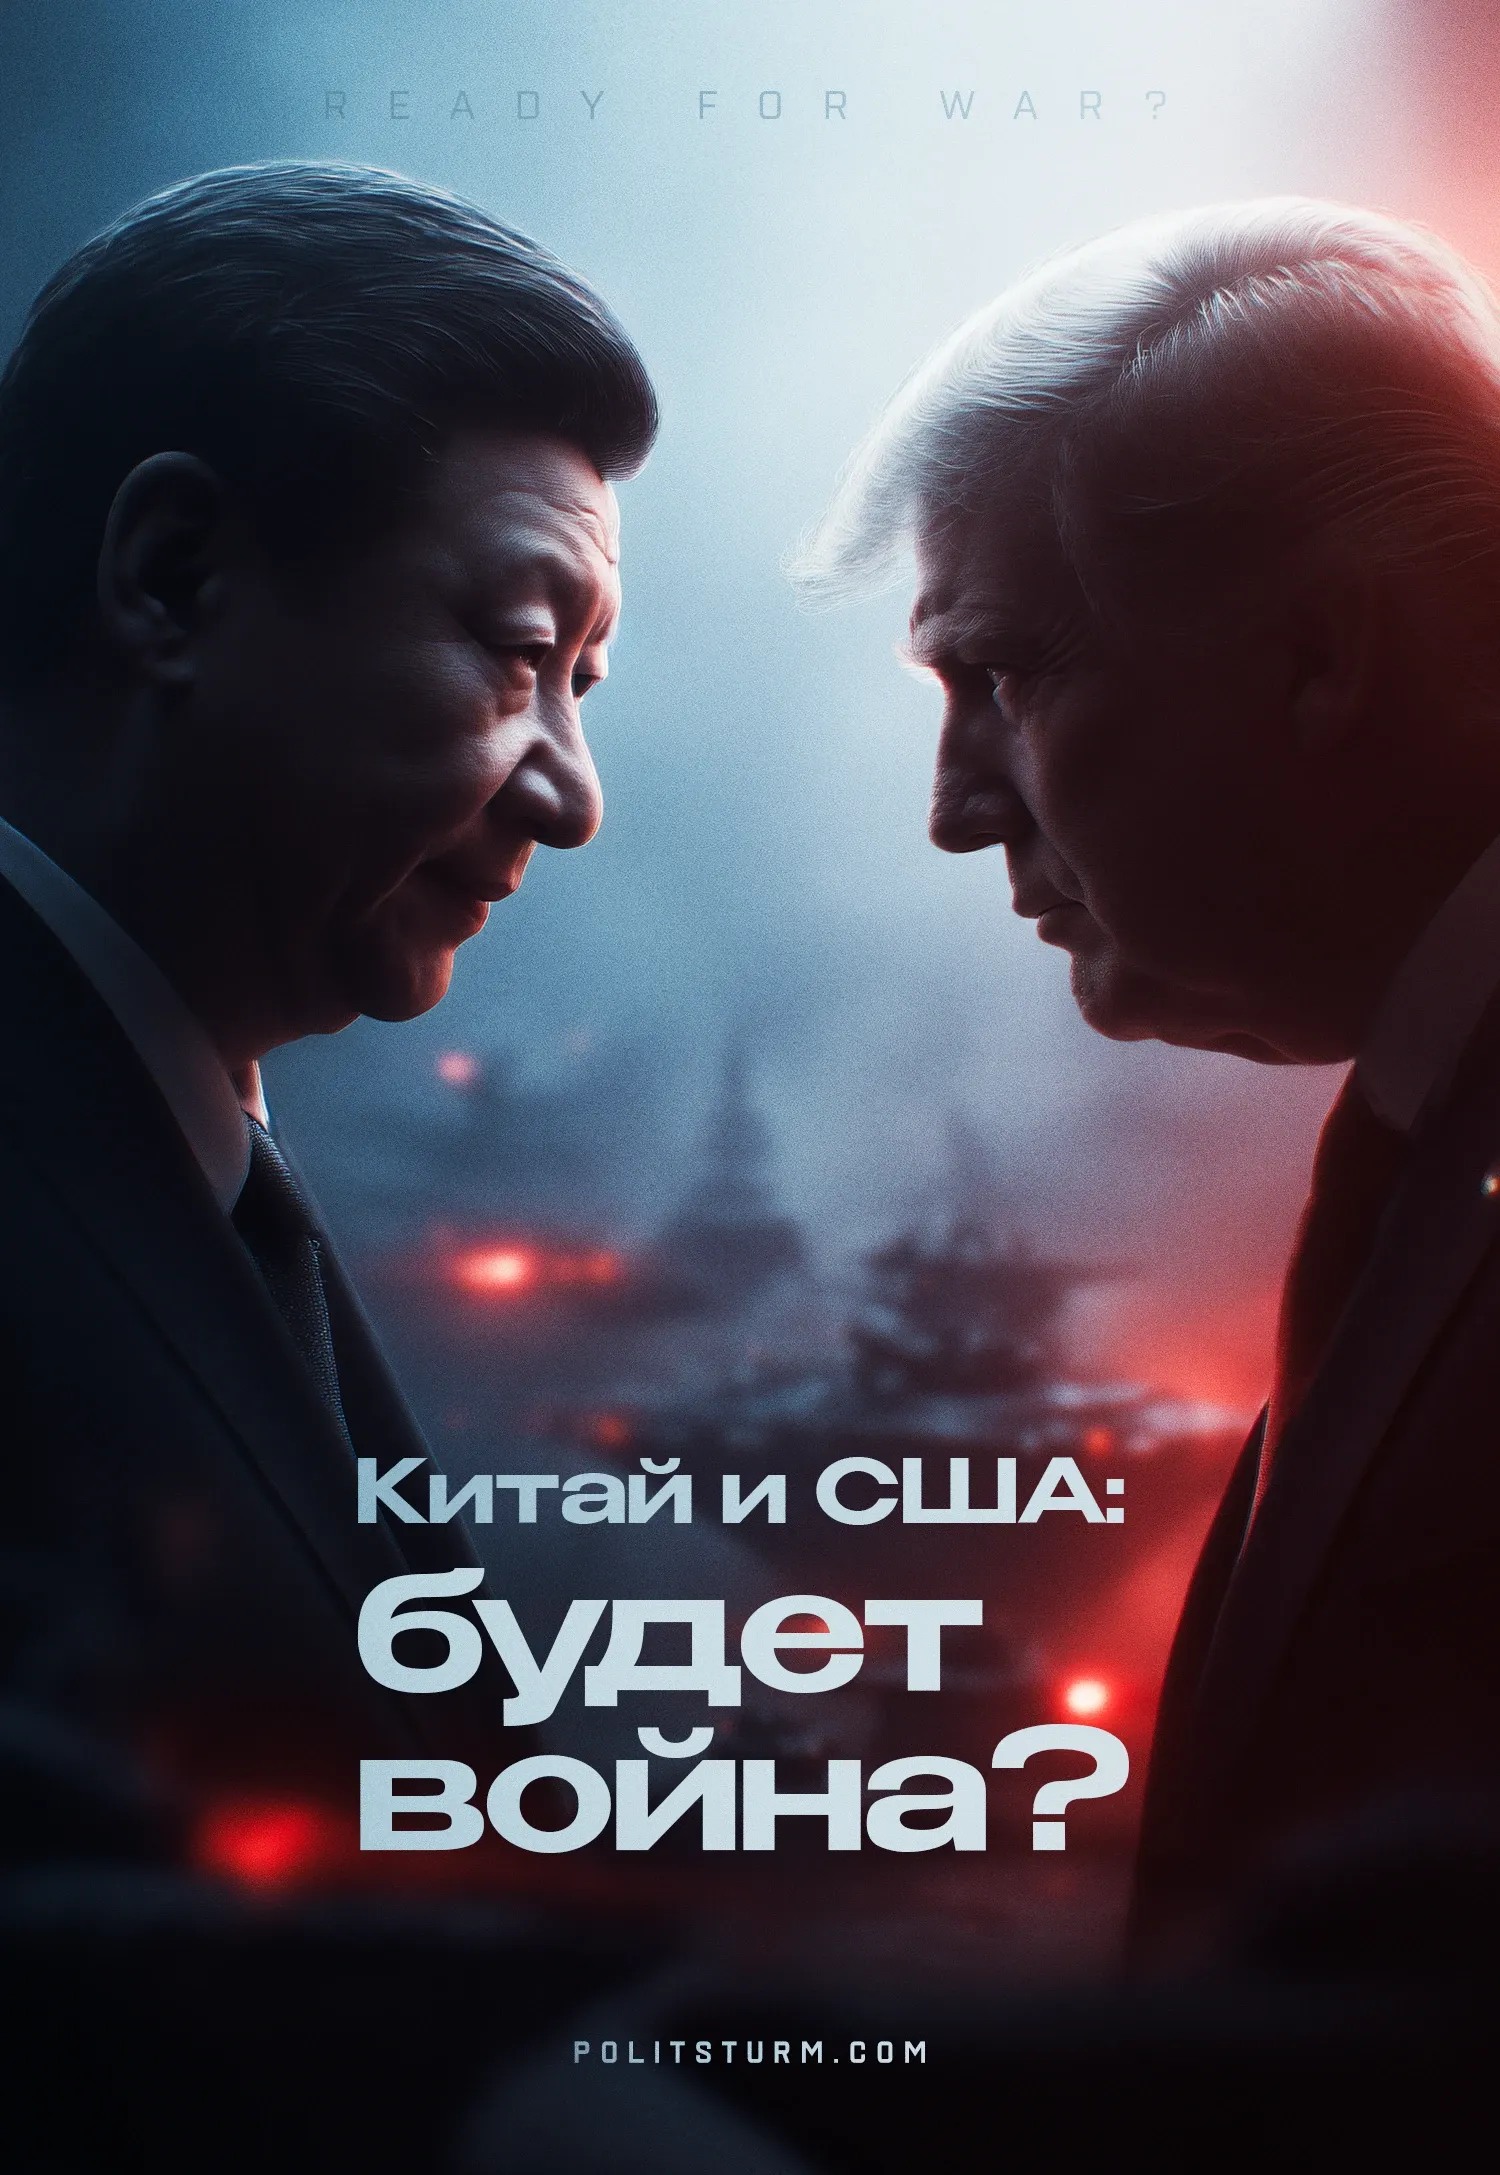 READY FOR WAR?
Китай и США:
будет
война?
POLITSTURM.COM